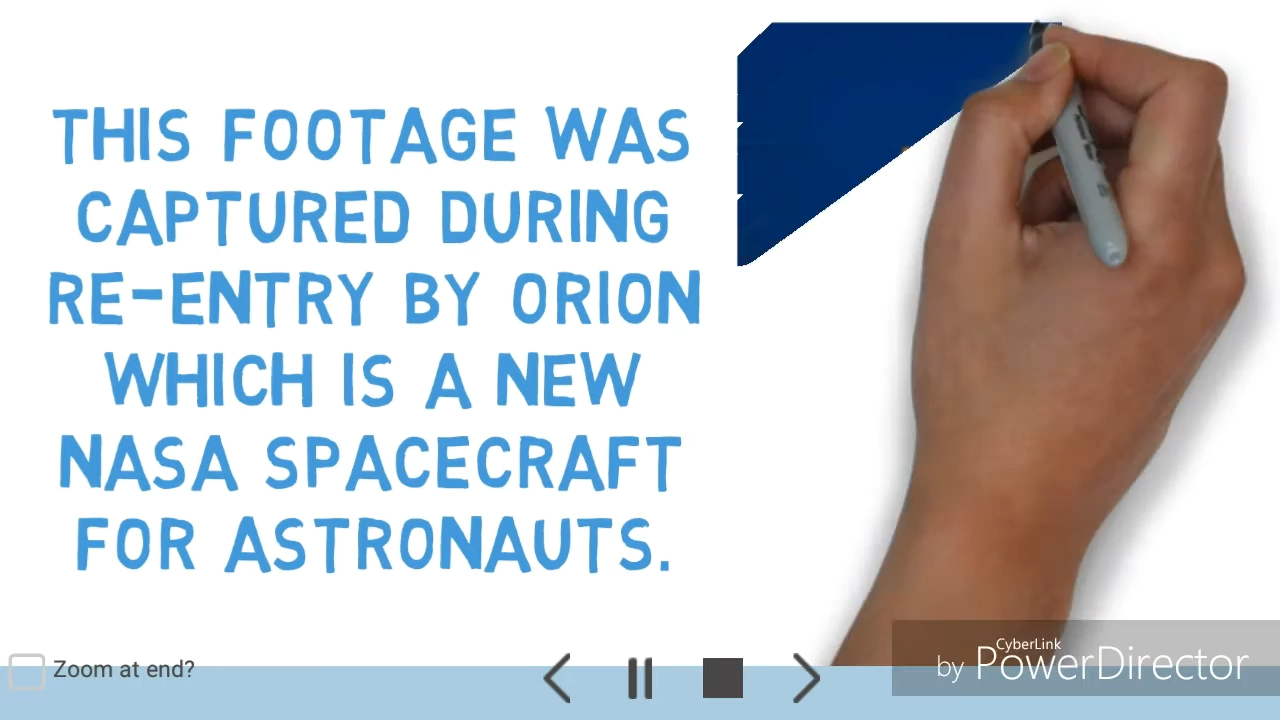 THIS FOOTAGE WAS
CAPTURED DURING
RE-ENTRY BY ORION
WHICH IS A NEW
NASA SPACECRAFT
FOR ASTRONAUTS.
Zoom at end?
CyberLink
by PowerDirector